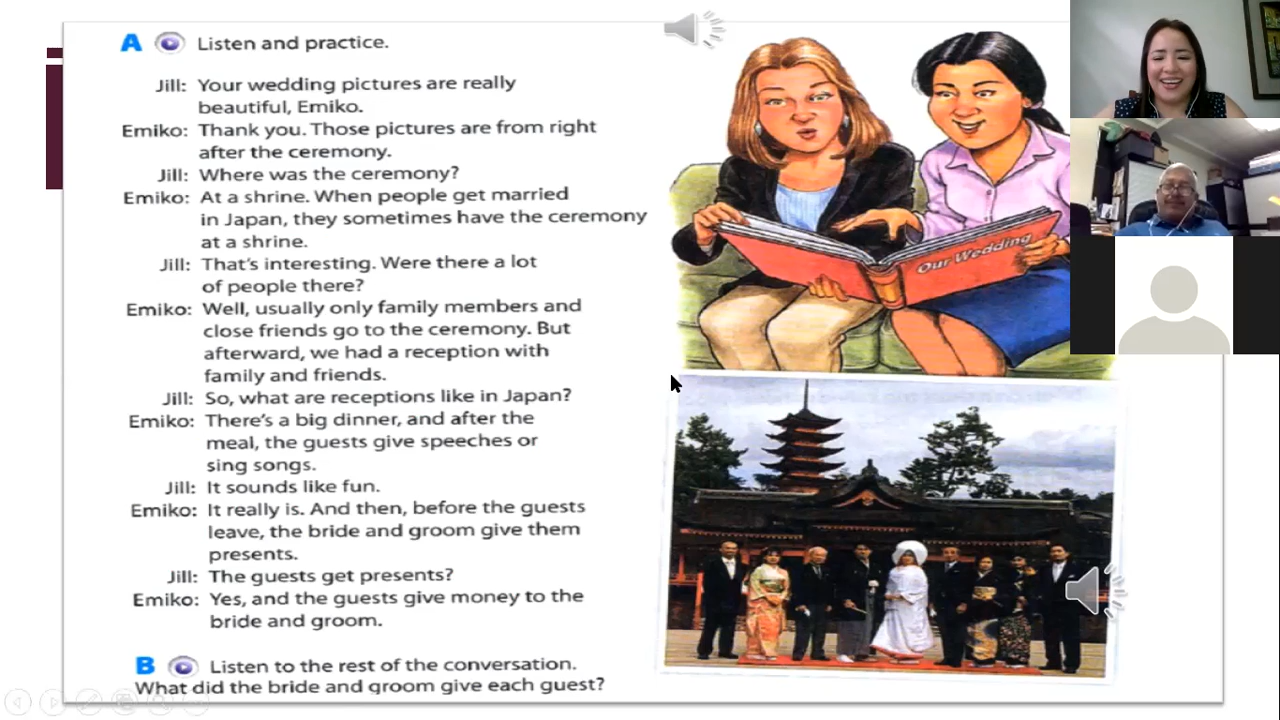 A Listen and practice.
Jill: Your wedding pictures are really
beautiful, Emiko.
Emiko: Thank you. Those pictures are from right
after the ceremony.
Jill: Where was the ceremony?
Emiko: At a shrine. When people get married
in Japan, they sometimes have the ceremony
at a shrine.
Jill: That's interesting. Were there a lot
of people there?
Emiko: Well, usually only family members and
close friends go to the ceremony. But
afterward, we had a reception with
family and friends.
Jill: So, what are receptions like in Japan?
Emiko: There's a big dinner, and after the
meal, the guests give speeches or
sing songs.
Jill: It sounds like fun.
Emiko: It really is. And then, before the guests
leave, the bride and groom give them
presents.
Jill: The guests get presents?
Emiko: Yes, and the guests give money to the
bride and groom.
B Listen to the rest of the conversation.
What did the bride and groom give each guest?
Our Wedding